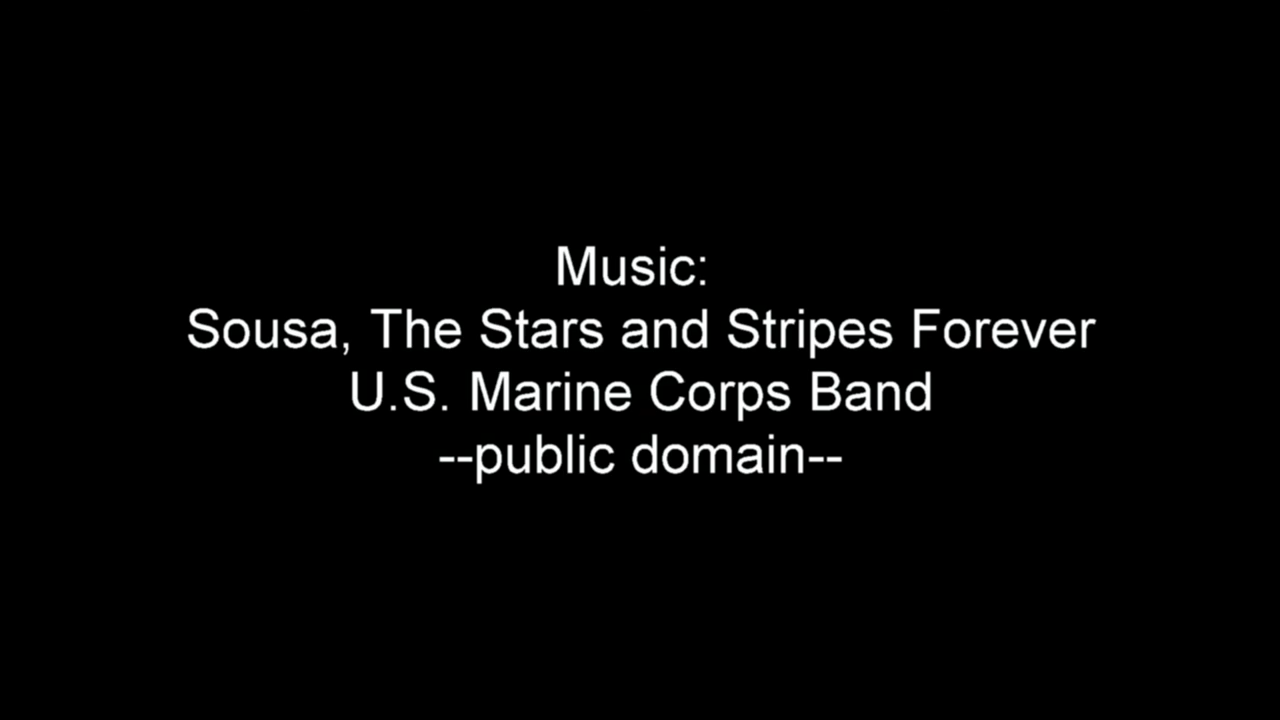 Music:
Sousa, The Stars and Stripes Forever
U.S. Marine Corps Band
--public domain--